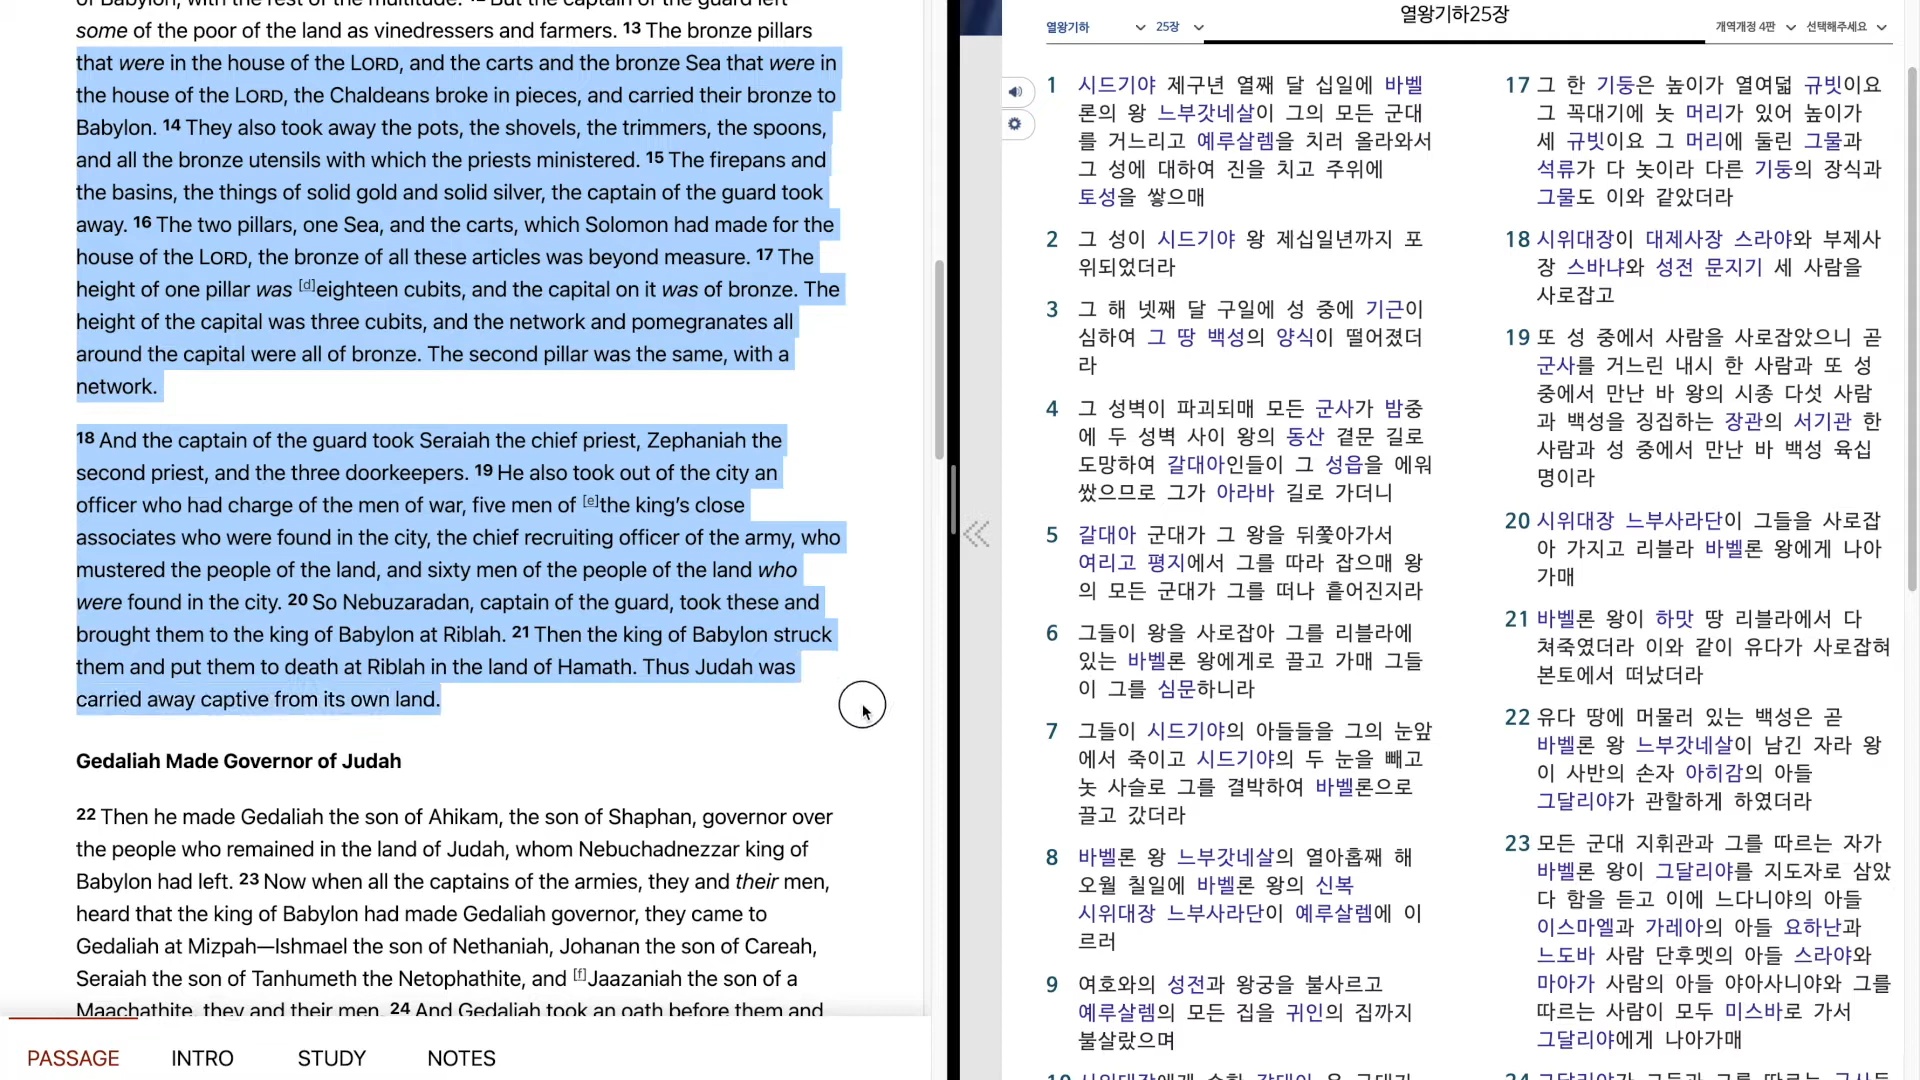 of Babylon, with the rest of the multitude. 12 But the captain of the guard left
some of the poor of the land as vinedressers and farmers. 13 The bronze pillars
that were in the house of the LORD, and the carts and the bronze Sea that were in
the house of the LORD, the Chaldeans broke in pieces, and carried their bronze to
Babylon. 14 They also took away the pots, the shovels, the trimmers, the spoons,
and all the bronze utensils with which the priests ministered. 15 The firepans and
the basins, the things of solid gold and solid silver, the captain of the guard took
away. 16 The two pillars, one Sea, and the carts, which Solomon had made for the
house of the LORD, the bronze of all these articles was beyond measure. 17 The
height of one pillar was [d]eighteen cubits, and the capital on it was of bronze. The
height of the capital was three cubits, and the network and pomegranates all
around the capital were all of bronze. The second pillar was the same, with a
network.
18 And the captain of the guard took Seraiah the chief priest, Zephaniah the
second priest, and the three doorkeepers. 19 He also took out of the city an
officer who had charge of the men of war, five men of [e]the king's close
associates who were found in the city, the chief recruiting officer of the army, who
mustered the people of the land, and sixty men of the people of the land who
were found in the city. 20 So Nebuzaradan, captain of the guard, took these and
brought them to the king of Babylon at Riblah. 21 Then the king of Babylon struck
them and put them to death at Riblah in the land of Hamath. Thus Judah was
carried away captive from its own land.
Gedaliah Made Governor of Judah
22 Then he made Gedaliah the son of Ahikam, the son of Shaphan, governor over
the people who remained in the land of Judah, whom Nebuchadnezzar king of
Babylon had left. 23 Now when all the captains of the armies, they and their men,
heard that the king of Babylon had made Gedaliah governor, they came to
Gedaliah at Mizpah—Ishmael the son of Nethaniah, Johanan the son of Careah,
Seraiah the son of Tanhumeth the Netophathite, and [f]Jaazaniah the son of a
Maachathite, they and their men. 24 And Gedaliah took an oath before them and
PASSAGE INTRO STUDY NOTES
열왕기하25장
열왕기하 25장 개역개정 4판 선택해주세요
1 시드기야 제구년 열째 달 십일에 바벨
론의 왕 느부갓네살이 그의 모든 군대
를 거느리고 예루살렘을 치러 올라와서
그 성에 대하여 진을 치고 주위에
토성을 쌓으매
2 그 성이 시드기야 왕 제십일년까지 포
위되었더라
3 그 해 넷째 달 구일에 성 중에 기근이
심하여 그 땅 백성의 양식이 떨어졌더
라
4 그 성벽이 파괴되매 모든 군사가 밤중
에 두 성벽 사이 왕의 동산 곁문 길로
도망하여 갈대아인들이 그 성읍을 에워
쌌으므로 그가 아라바 길로 가더니
5 갈대아 군대가 그 왕을 뒤쫓아가서
여리고 평지에서 그를 따라 잡으매 왕
의 모든 군대가 그를 떠나 흩어진지라
6 그들이 왕을 사로잡아 그를 리블라에
있는 바벨론 왕에게로 끌고 가매 그들
이 그를 심문하니라
7 그들이 시드기야의 아들들을 그의 눈앞
에서 죽이고 시드기야의 두 눈을 빼고
놋 사슬로 그를 결박하여 바벨론으로
끌고 갔더라
8 바벨론 왕 느부갓네살의 열아홉째 해
오월 칠일에 바벨론 왕의 신복
시위대장 느부사라단이 예루살렘에 이
르러
9 여호와의 성전과 왕궁을 불사르고
예루살렘의 모든 집을 귀인의 집까지
불살랐으며
17 그 한 기둥은 높이가 열여덟 규빗이요
그 꼭대기에 놋 머리가 있어 높이가
세 규빗이요 그 머리에 둘린 그물과
석류가 다 놋이라 다른 기둥의 장식과
그물도 이와 같았더라
18 시위대장이 대제사장 스라야와 부제사
장 스바냐와 성전 문지기 세 사람을
사로잡고
19 또 성 중에서 사람을 사로잡았으니 곧
군사를 거느린 내시 한 사람과 또 성
중에서 만난 바 왕의 시종 다섯 사람
과 백성을 징집하는 장관의 서기관 한
사람과 성 중에서 만난 바 백성 육십
명이라
20 시위대장 느부사라단이 그들을 사로잡
아 가지고 리블라 바벨론 왕에게 나아
가매
21 바벨론 왕이 하맛 땅 리블라에서 다
쳐죽였더라 이와 같이 유다가 사로잡혀
본토에서 떠났더라
22 유다 땅에 머물러 있는 백성은 곧
바벨론 왕 느부갓네살이 남긴 자라 왕
이 사반의 손자 아히감의 아들
그달리야가 관할하게 하였더라
23 모든 군대 지휘관과 그를 따르는 자가
바벨론 왕이 그달리야를 지도자로 삼았
다 함을 듣고 이에 느다니야의 아들
이스마엘과 가레아의 아들 요하난과
느도바 사람 단후멧의 아들 스라야와
마아가 사람의 아들 야아사니야와 그를
따르는 사람이 모두 미스바로 가서
그달리야에게 나아가매